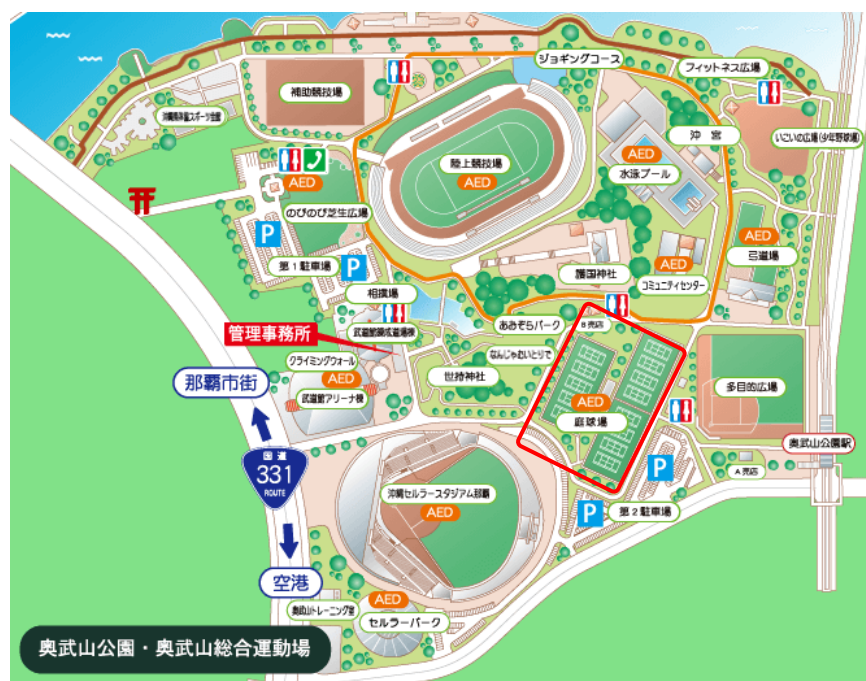 ジョギングコース
フィットネス広場
補助競技場
沖縄県体協スポーツ会館
沖宮
いこいの広場(少年野球場)
陸上競技場
AED
AED
水泳プール
AED
のびのび芝生広場
P
第1駐車場
P
AED
弓道場
護国神社
AED
コミュニティセンター
相撲場
武道館錬成道場棟
管理事務所
あおぞらパーク
B売店
なんじゃむいとりで
クライミングウォール
AED
武道館アリーナ棟
世持神社
那覇市街
多目的広場
AED
庭球場
奥武山公園駅
国道
331
ROUTE
沖縄セルラースタジアム那覇
AED
P
A売店
P
第2駐車場
空港
AED
奥武山トレーニング室
セルラーパーク
奥武山公園・奥武山総合運動場